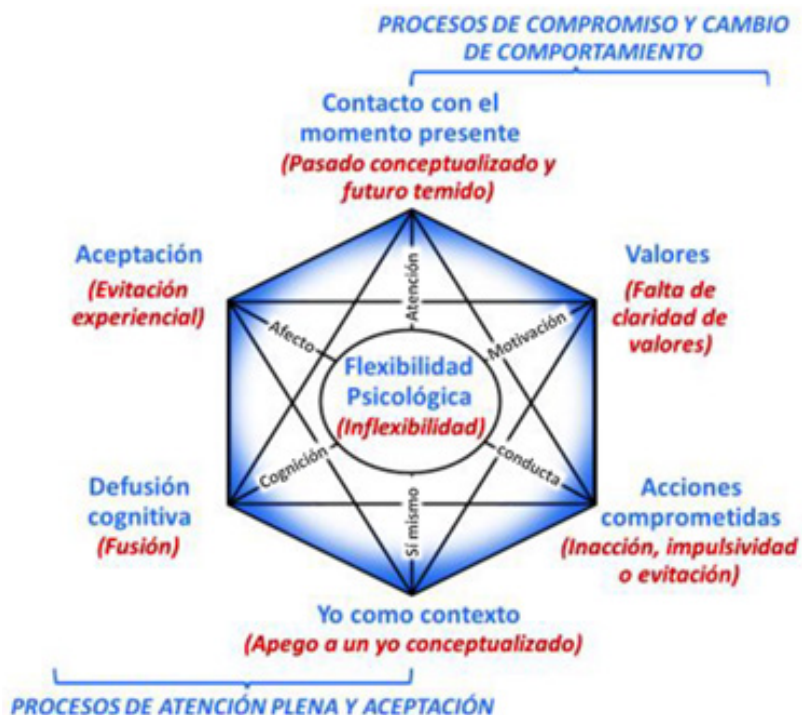 PROCESOS DE COMPROMISO Y CAMBIO
DE COMPORTAMIENTO
Contacto con el
momento presente
(Pasado conceptualizado y
futuro temido)
Aceptación
(Evitación
experiencial)
Valores
(Falta de
claridad de
valores)
Atención
Afecto
Motivación
Flexibilidad
Psicológica
(Inflexibilidad)
Cognición
conducta
Sí mismo
Defusión
cognitiva
(Fusión)
Acciones
comprometidas
(Inacción, impulsividad
o evitación)
Yo como contexto
(Apego a un yo conceptualizado)
PROCESOS DE ATENCIÓN PLENA Y ACEPTACIÓN